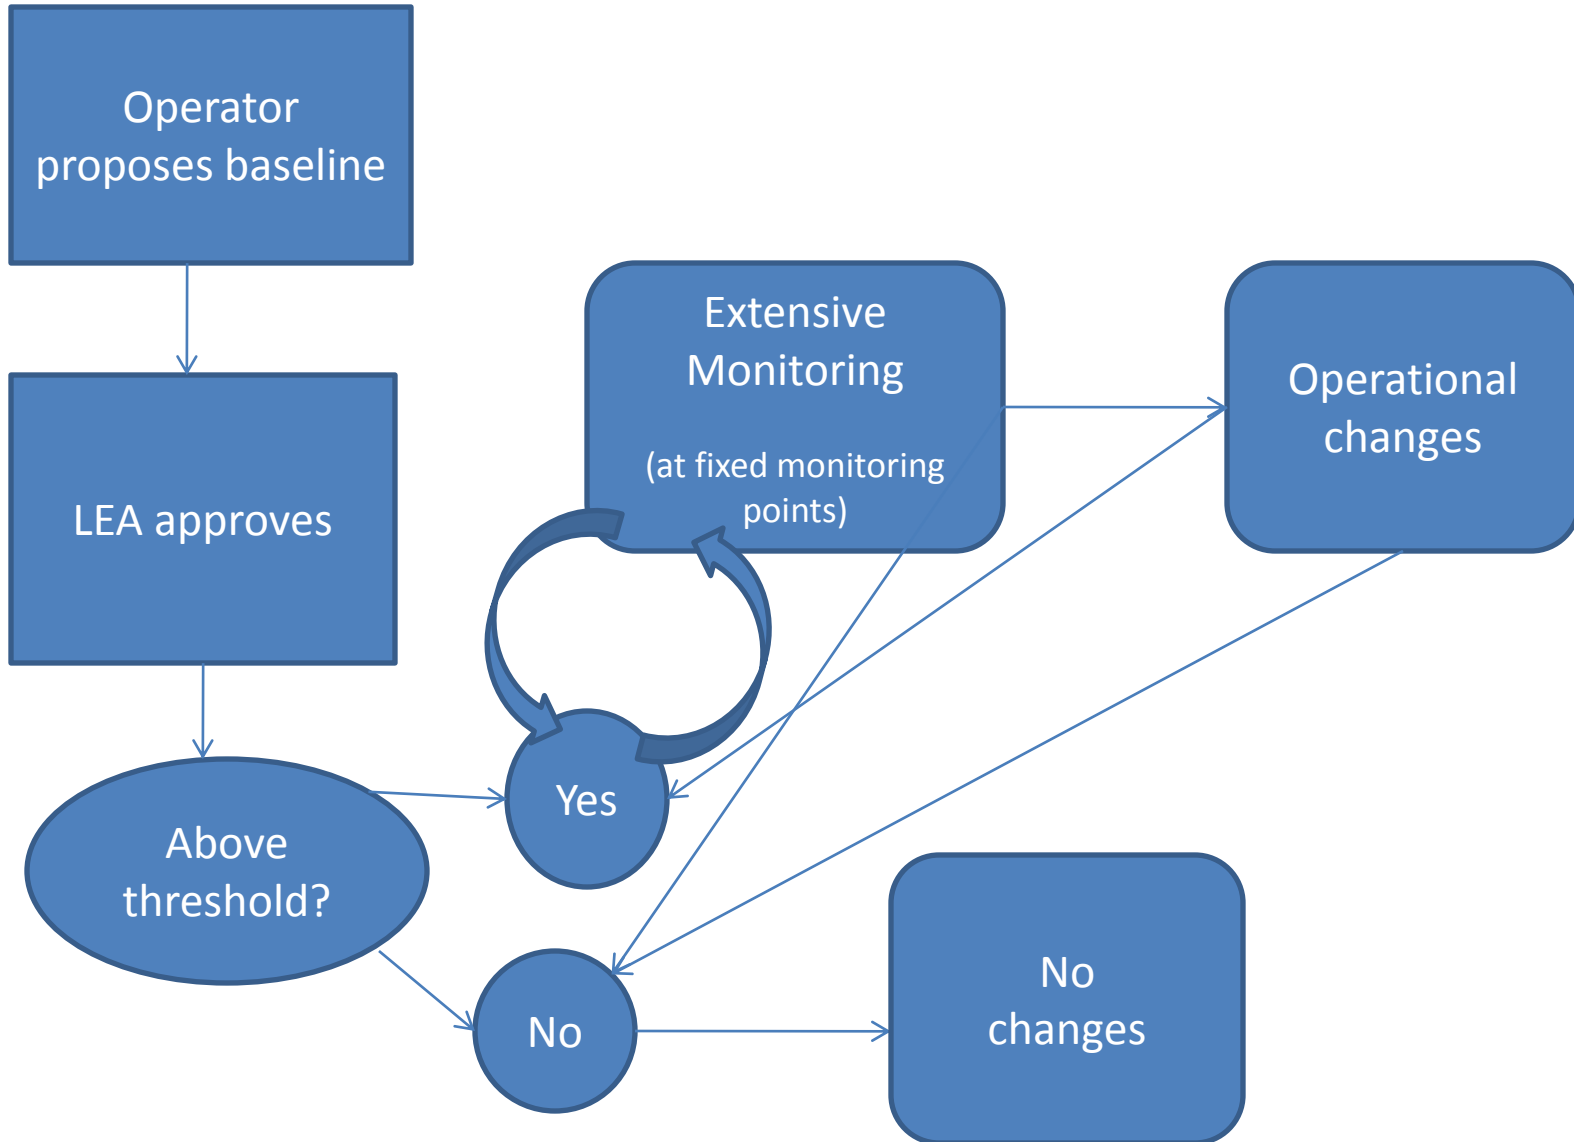 Operator
proposes baseline
LEA approves
Above
threshold?
Yes
No
Extensive
Monitoring
(at fixed monitoring
points)
Operational
changes
No
changes